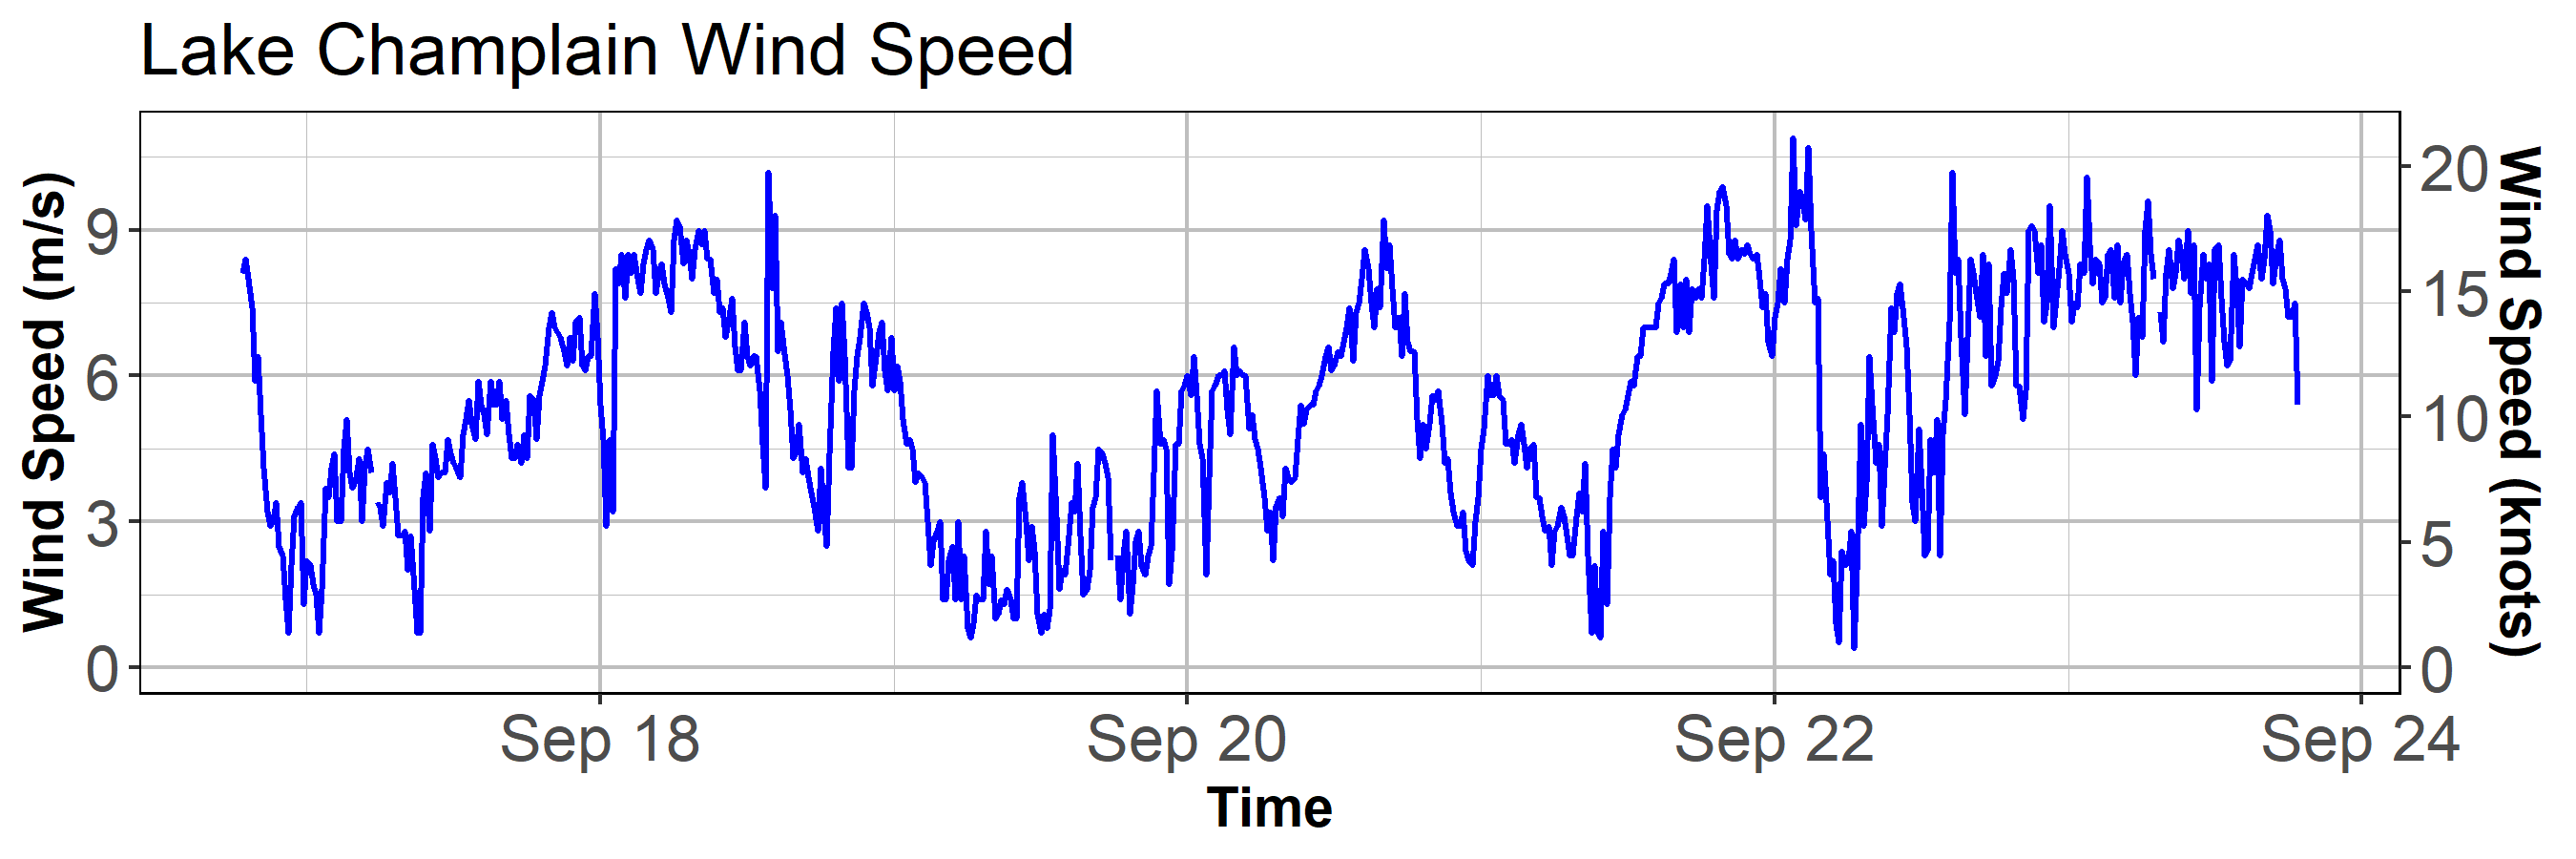 Lake Champlain Wind Speed
Wind Speed (m/s)
9
6
3
0
20
15
10
5
0
Wind Speed (knots)
Sep 18
Sep 20
Sep 22
Sep 24
Time